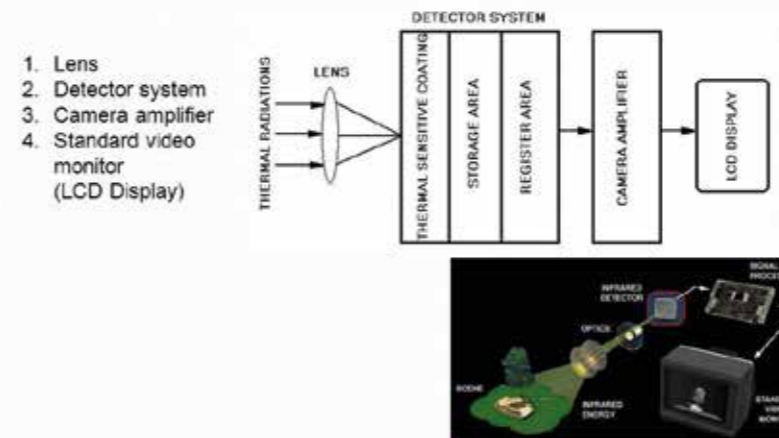 1. Lens
2. Detector system
3. Camera amplifier
4. Standard video
monitor
(LCD Display)
DETECTOR SYSTEM
THERMAL RADIATIONS
LENS
THERMAL SENSITIVE COATING
STORAGE AREA
REGISTER AREA
CAMERA AMPLIFIER
LCD DISPLAY
SIGNAL
INFRARED
DETECTOR
OPTICS
SCENE
INFRARED
ENERGY